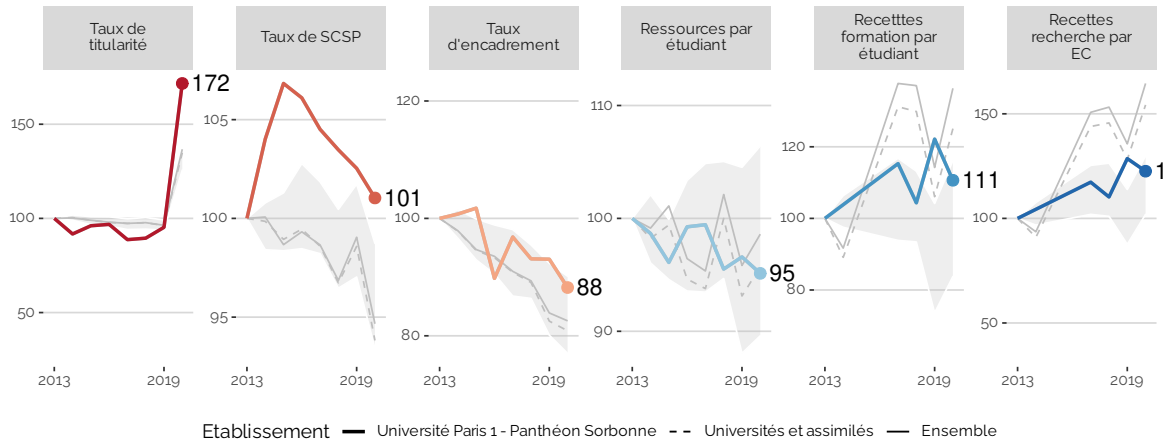 Taux de
titularité
Taux de SCSP
Taux
d'encadrement
Ressources par
étudiant
Recetttes
formation par
étudiant
Recettes
recherche par
EC
172
150
100
50
2013 2019
105
100
95
101
2013 2019
120
100
80
88
2013 2019
110
100
90
95
2013 2019
120
100
80
111
2013 2019
150
100
50
1
2013 2019
Etablissement Université Paris 1 - Panthéon Sorbonne Universités et assimilés Ensemble